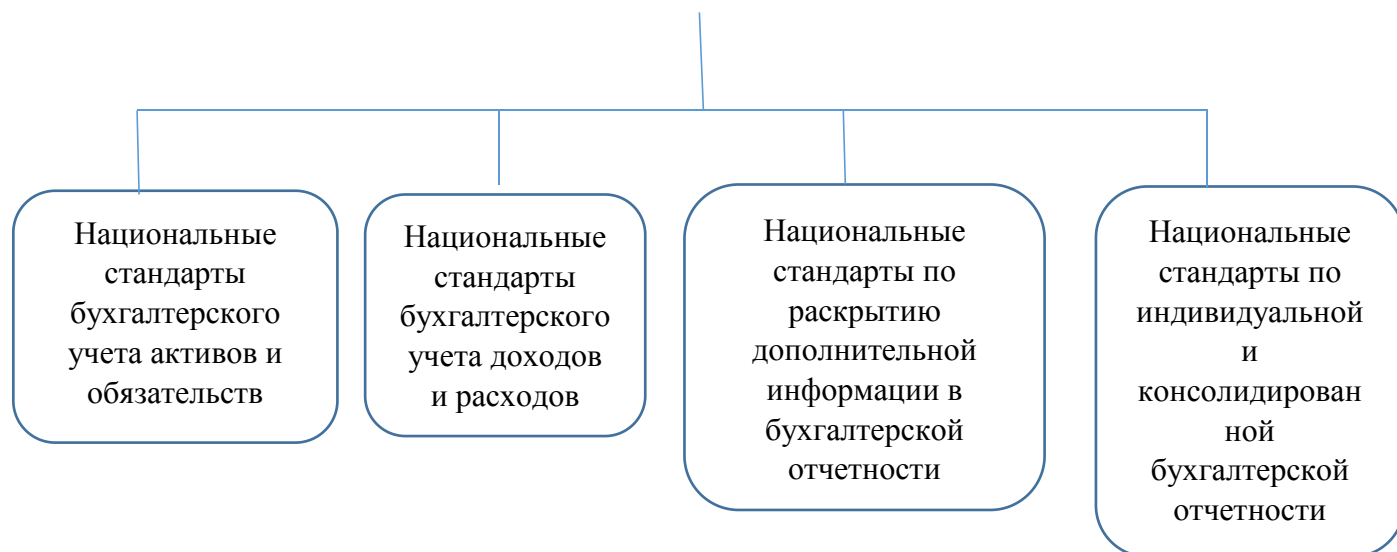 Национальные
стандарты
бухгалтерского
учета активов и
обязательств
Национальные
стандарты
бухгалтерского
учета доходов
и расходов
Национальные
стандарты по
раскрытию
дополнительной
информации в
бухгалтерской
отчетности
Национальные
стандарты по
индивидуальной
и
консолидирован
ной
бухгалтерской
отчетности